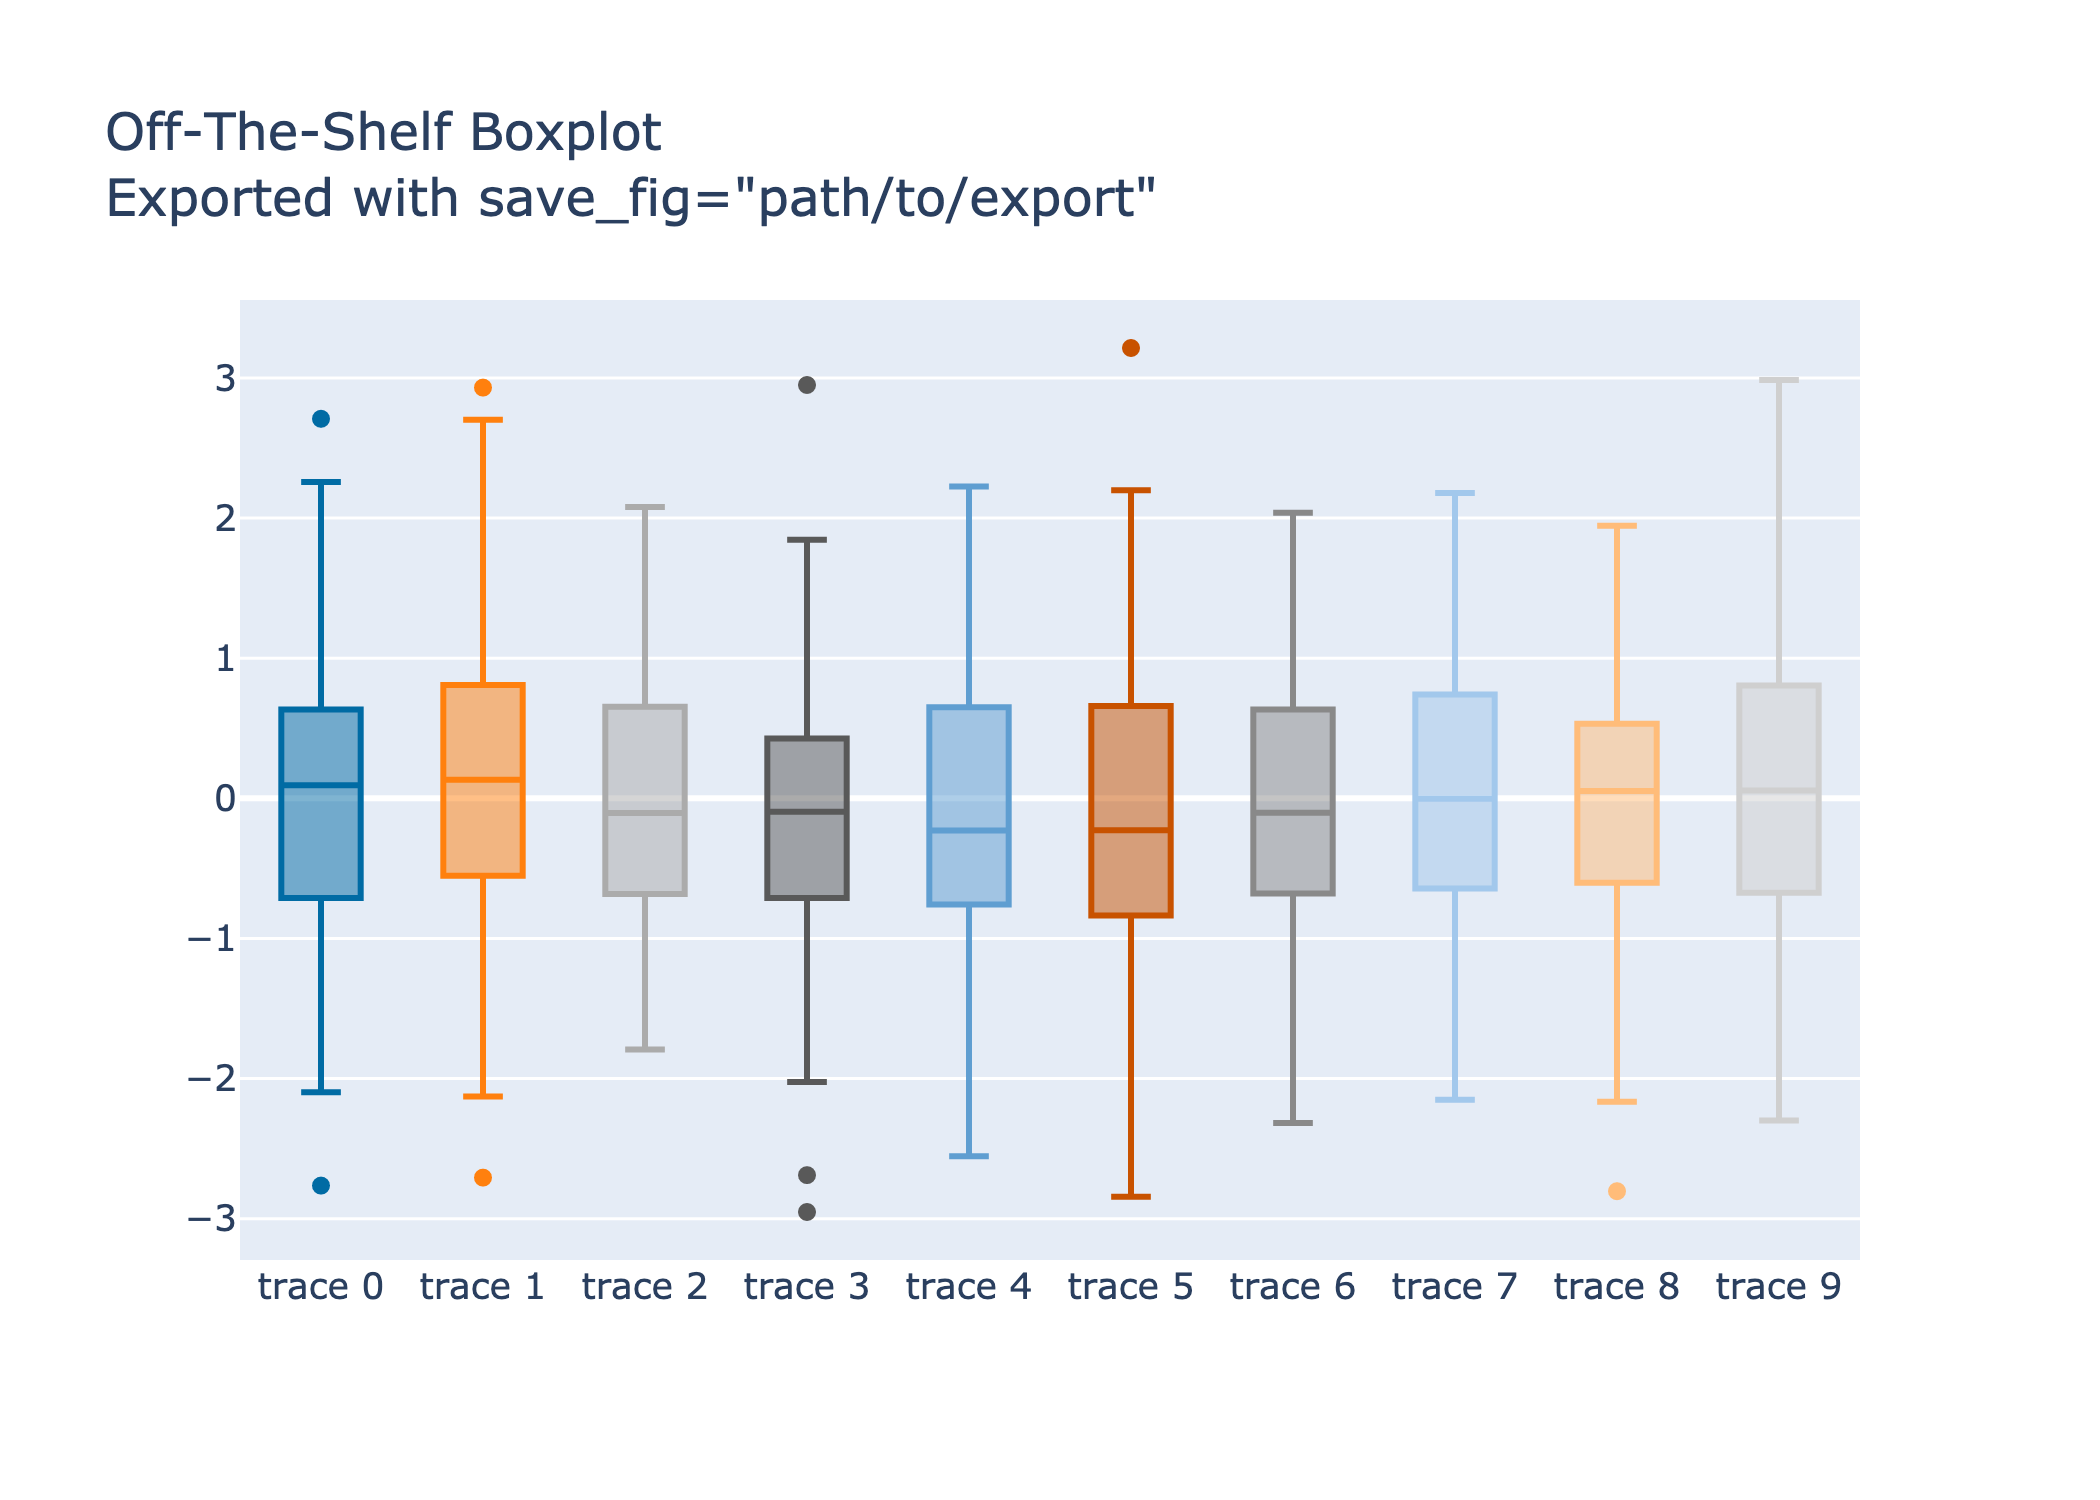 Off-The-Shelf Boxplot
Exported with save_fig="path/to/export"
3
2
1
0
−1
−2
−3
trace 0 trace 1 trace 2 trace 3 trace 4 trace 5 trace 6 trace 7 trace 8 trace 9